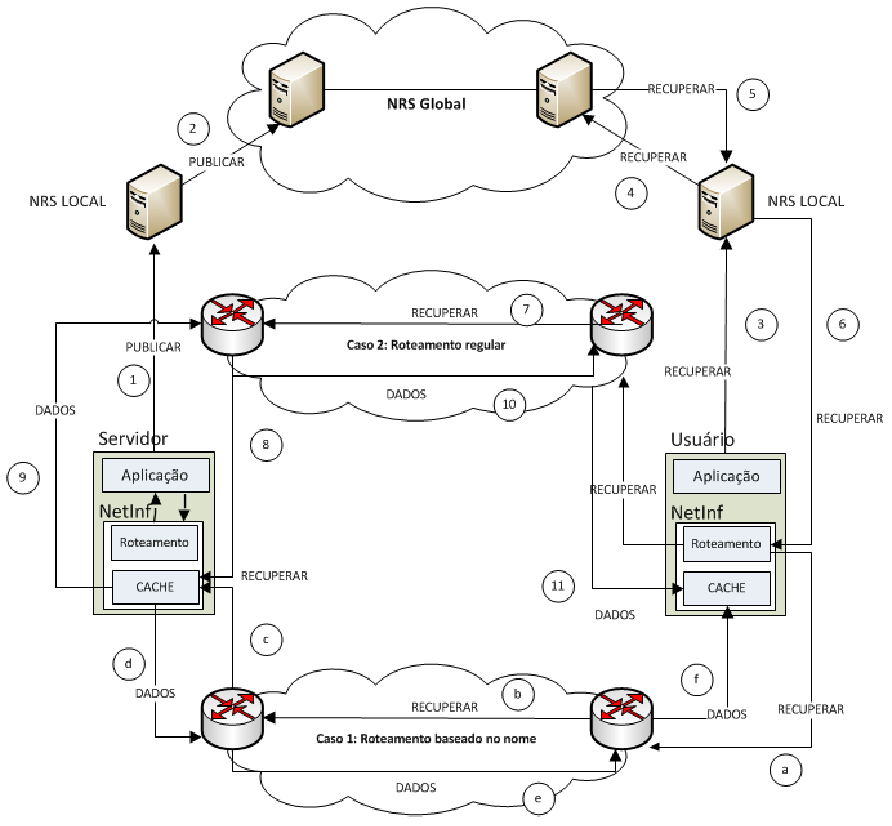 NRS Global
RECUPERAR
5
2
PUBLICAR
RECUPERAR
4
NRS LOCAL
NRS LOCAL
RECUPERAR
7
3
6
PUBLICAR
Caso 2: Roteamento regular
1
RECUPERAR
DADOS
10
DADOS
RECUPERAR
8
9
Servidor
Usuário
Aplicação
Aplicação
RECUPERAR
NetInf
NetInf
Roteamento
Roteamento
RECUPERAR
CACHE
CACHE
11
DADOS
c
d
f
DADOS
b
RECUPERAR
DADOS
RECUPERAR
Caso 1: Roteamento baseado no nome
a
DADOS
e